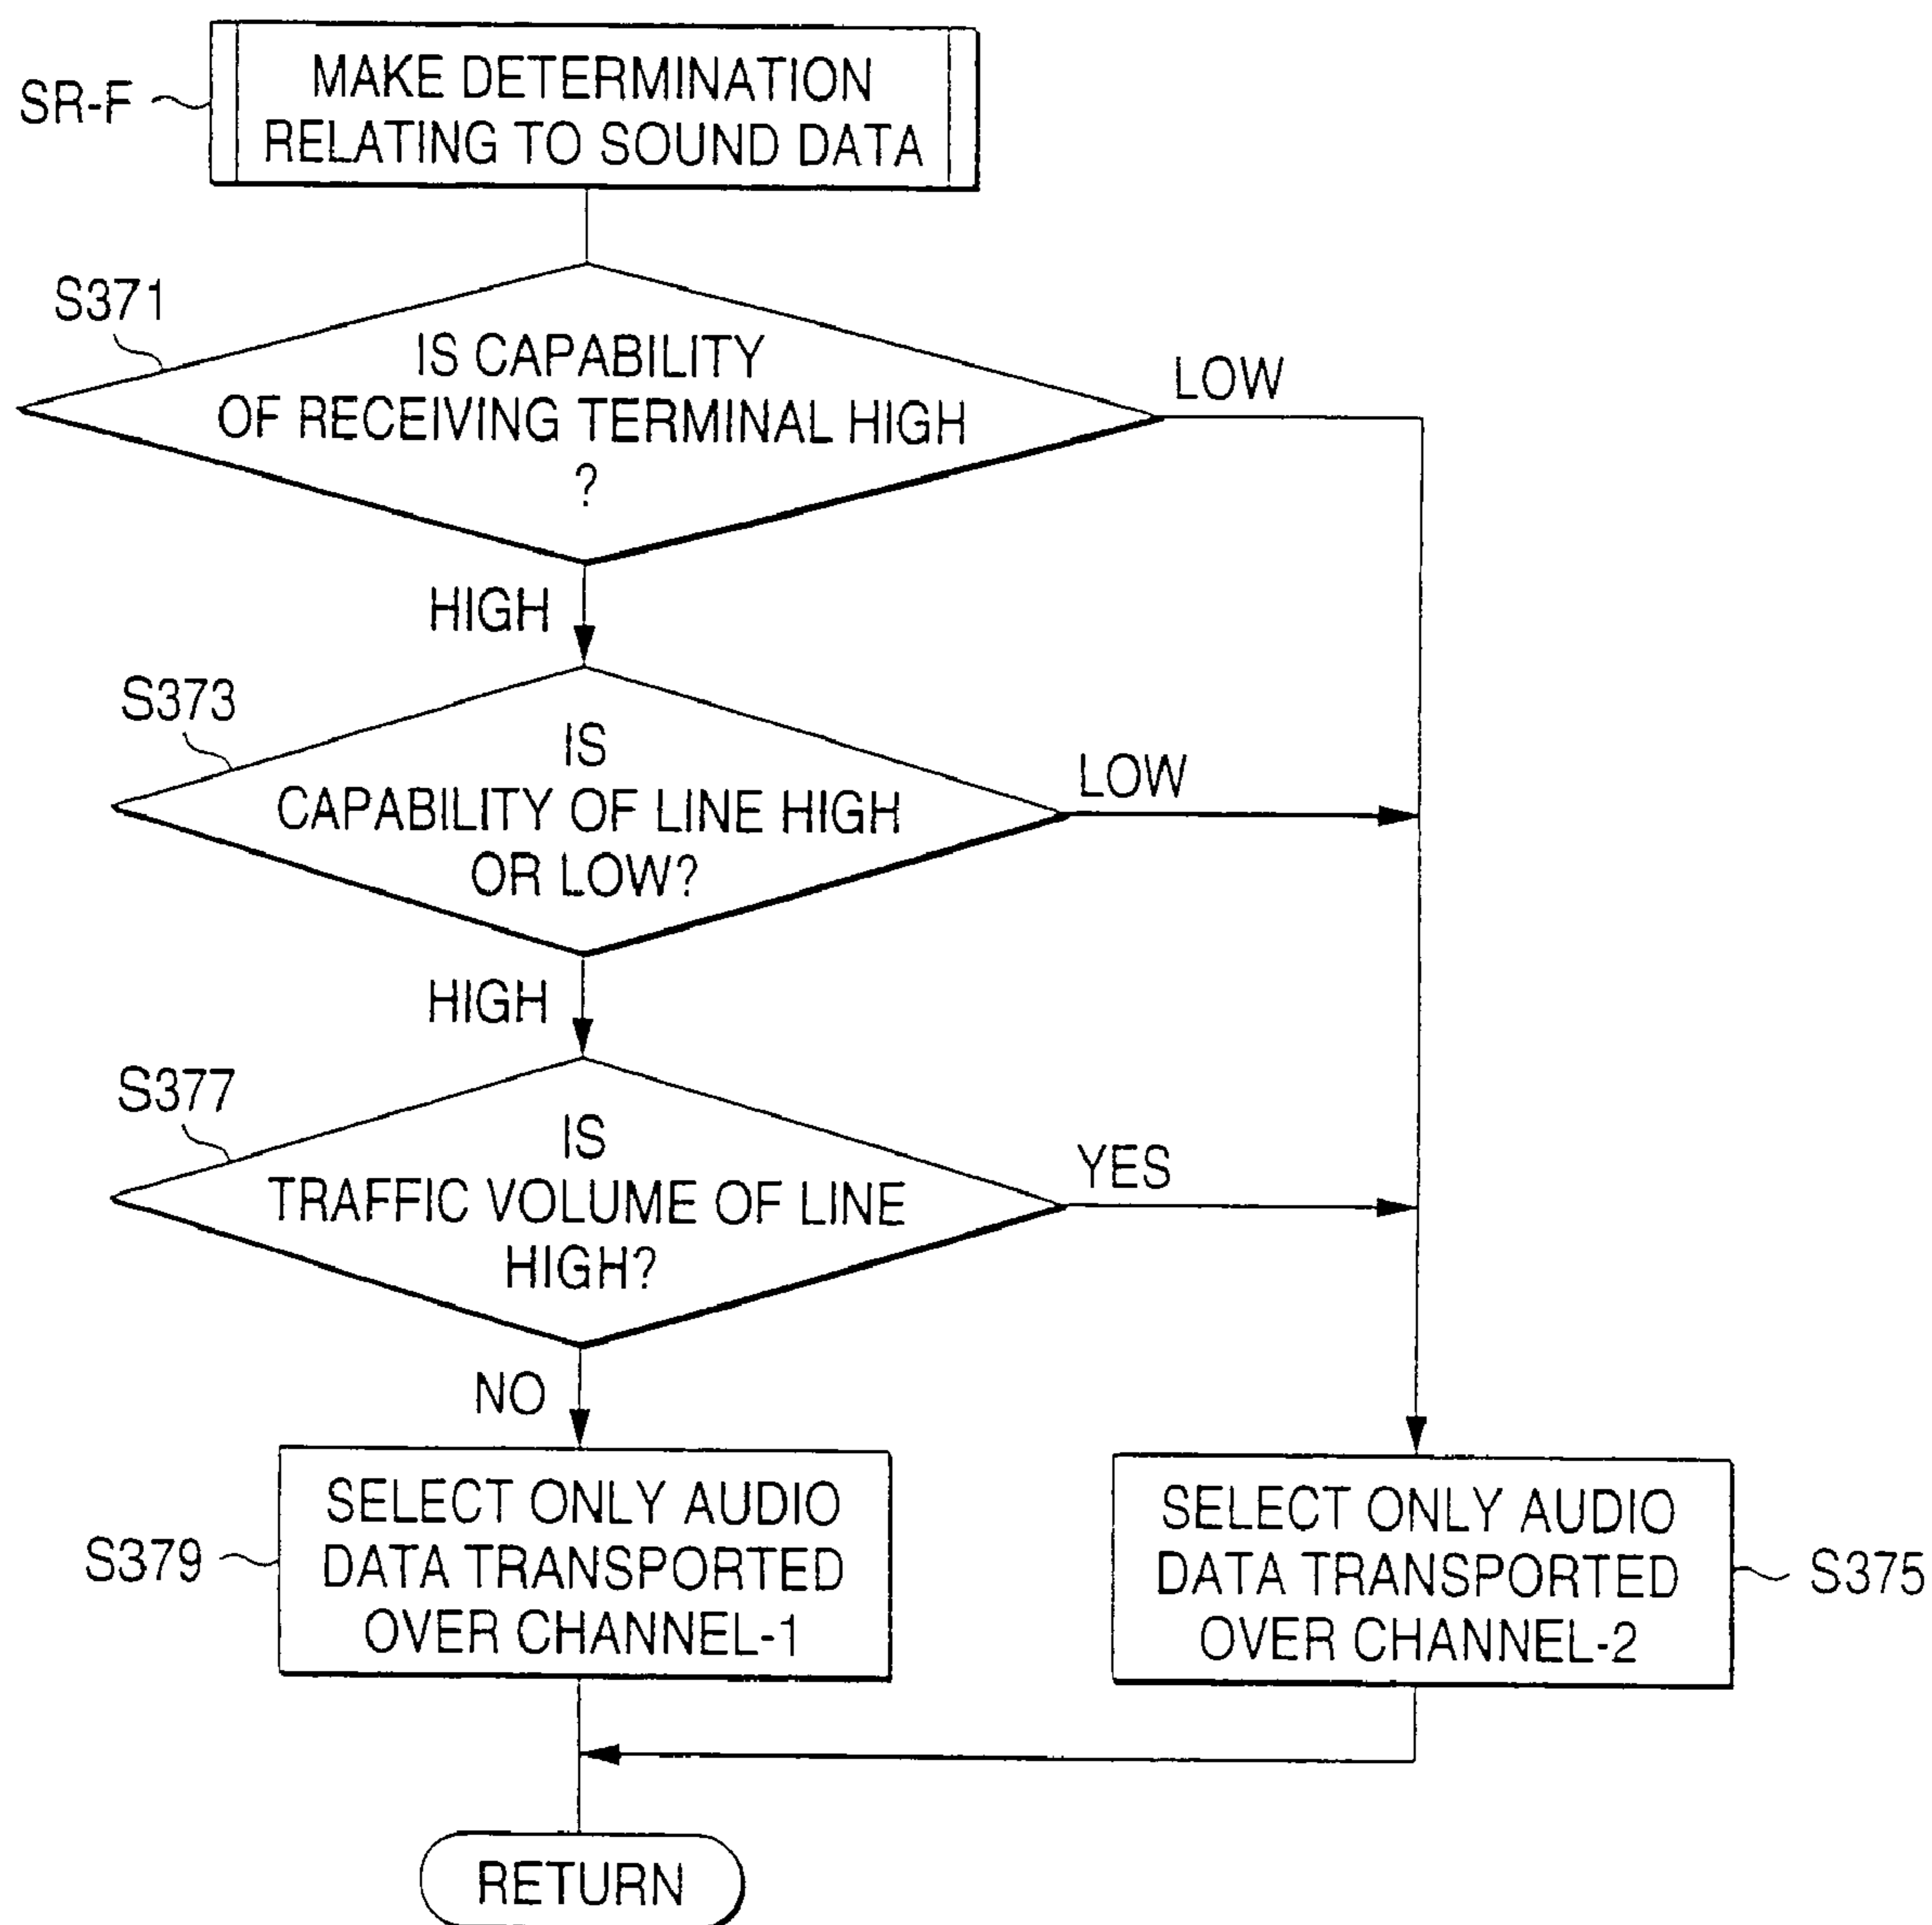 MAKE DETERMINATION
RELATING TO SOUND DATA
SR-F
S371
IS CAPABILITY
OF RECEIVING TERMINAL HIGH
?
LOW
HIGH
S373
IS
CAPABILITY OF LINE HIGH
OR LOW?
LOW
HIGH
S377
IS
TRAFFIC VOLUME OF LINE
HIGH?
YES
NO
S379
SELECT ONLY AUDIO
DATA TRANSPORTED
OVER CHANNEL-1
SELECT ONLY AUDIO
DATA TRANSPORTED
OVER CHANNEL-2
S375
RETURN